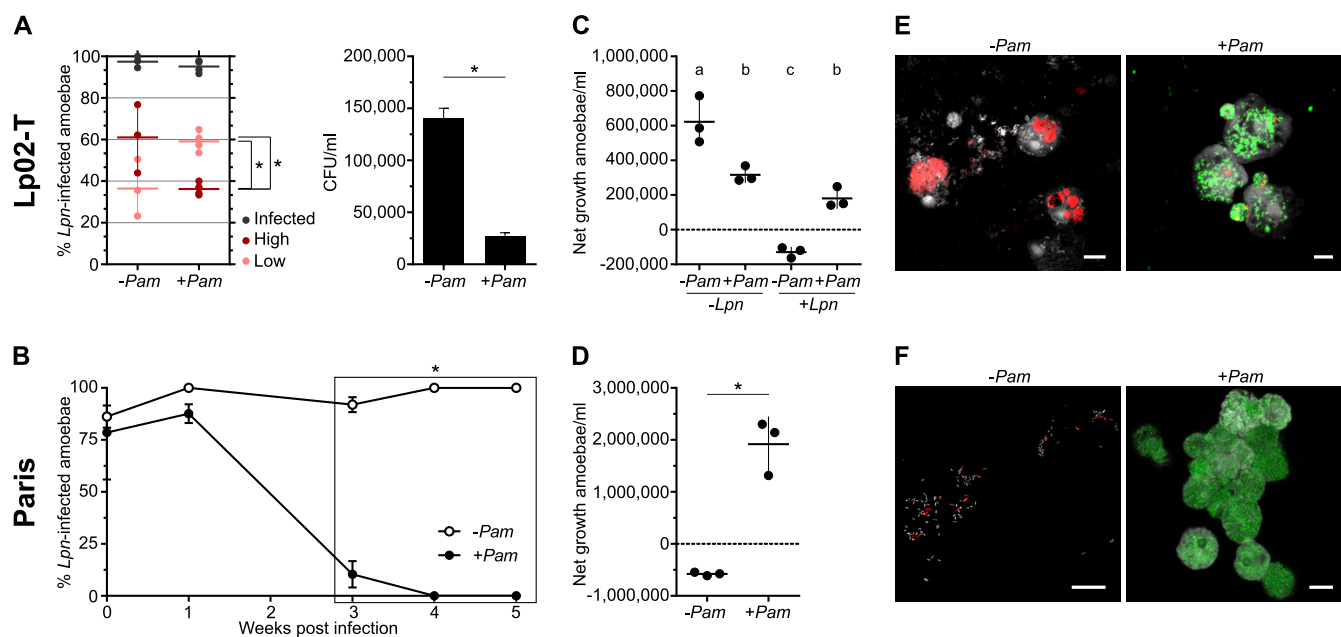 A
Lp02-T
% Lpn-infected amoebae
100
80
60
40
20
0
*
*
Infected
High
Low
-Pam
+Pam
CFU/ml
200,000
150,000
100,000
50,000
0
*
-Pam
+Pam
C
Net growth amoebae/ml
1,000,000
800,000
600,000
400,000
200,000
0
-200,000
a
b
c
b
-Pam +Pam -Pam +Pam
-Lpn
+Lpn
E
-Pam
+Pam
B
Paris
% Lpn-infected amoebae
100
75
50
25
0
*
-Pam
+Pam
0
1
2
3
4
5
Weeks post infection
D
Net growth amoebae/ml
3,000,000
2,000,000
1,000,000
0
-1,000,000
*
-Pam
+Pam
F
-Pam
+Pam